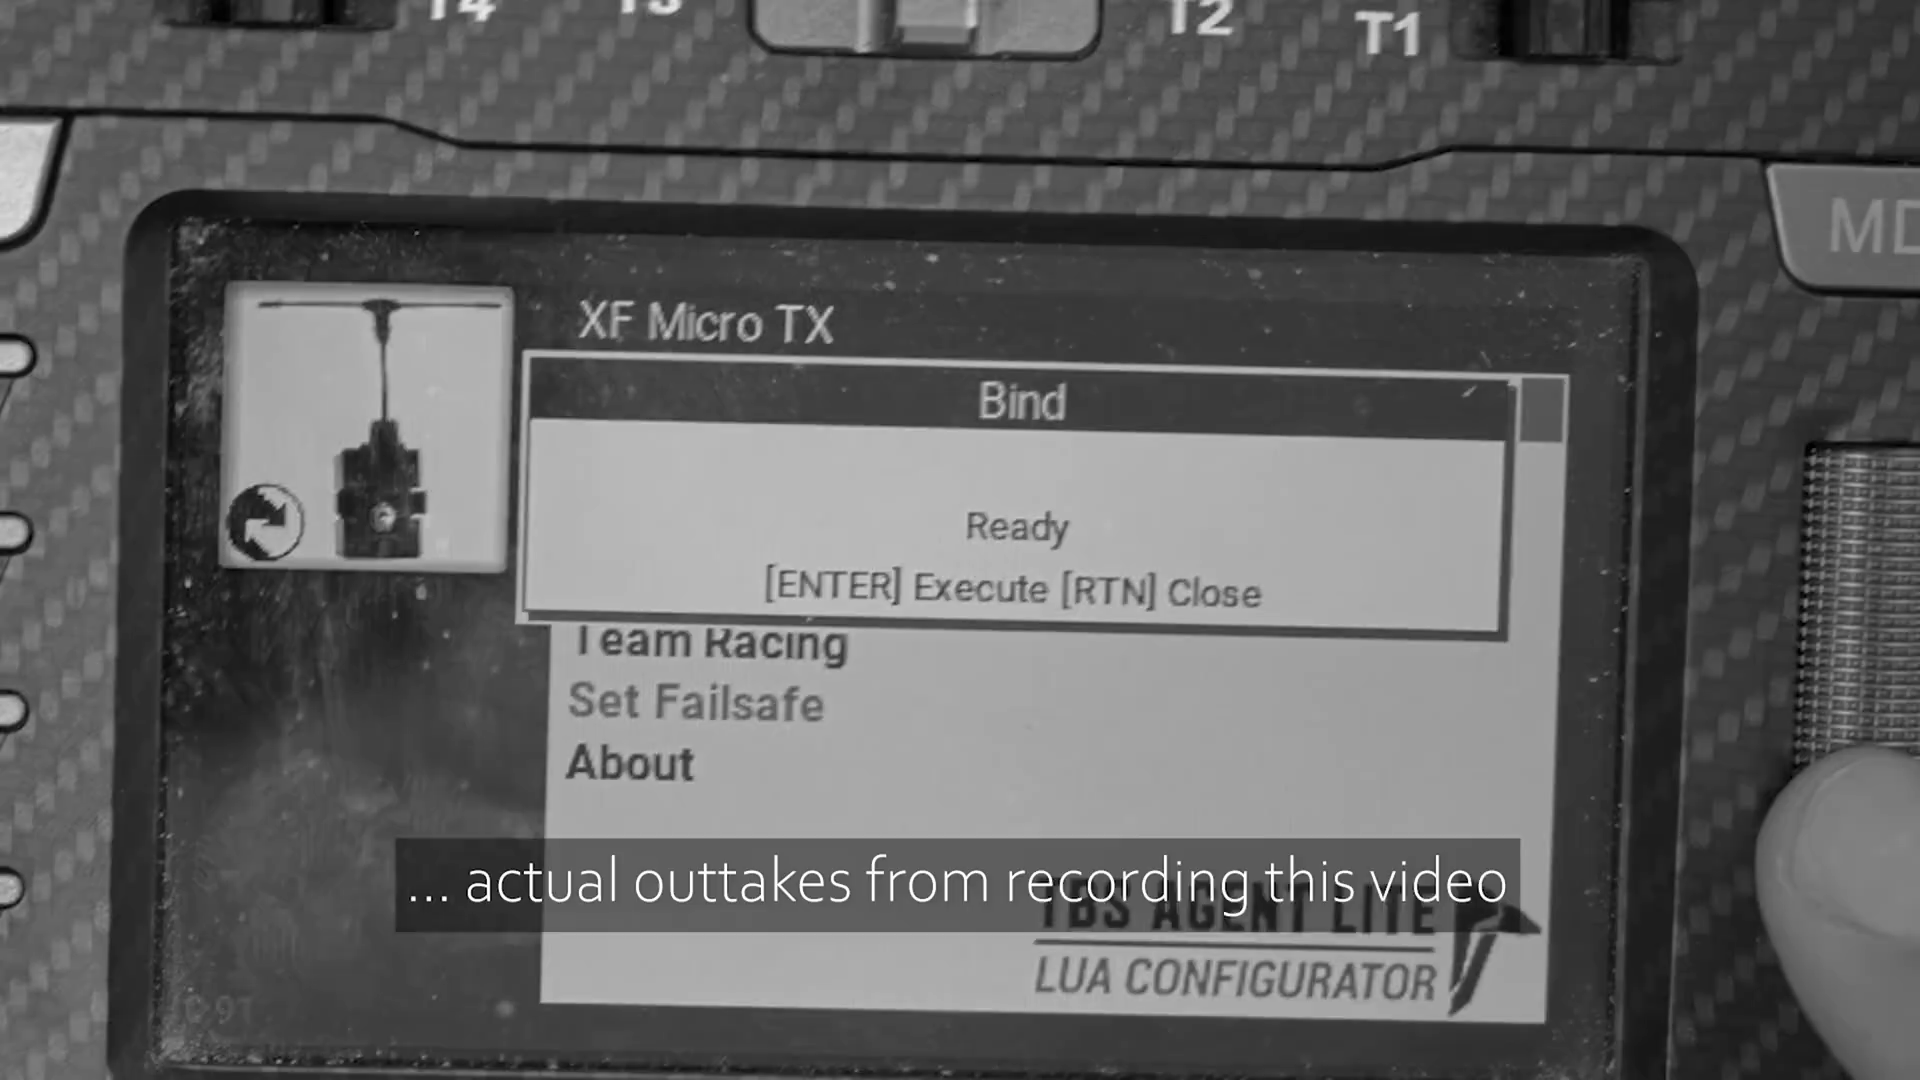 T4
T3
T2
T1
MD
XF Micro TX
Bind
Ready
[ENTER] Execute [RTN] Close
Team Racing
Set Failsafe
About
... actual outtakes from recording this video
TBS AGENT LITE
LUA CONFIGURATOR